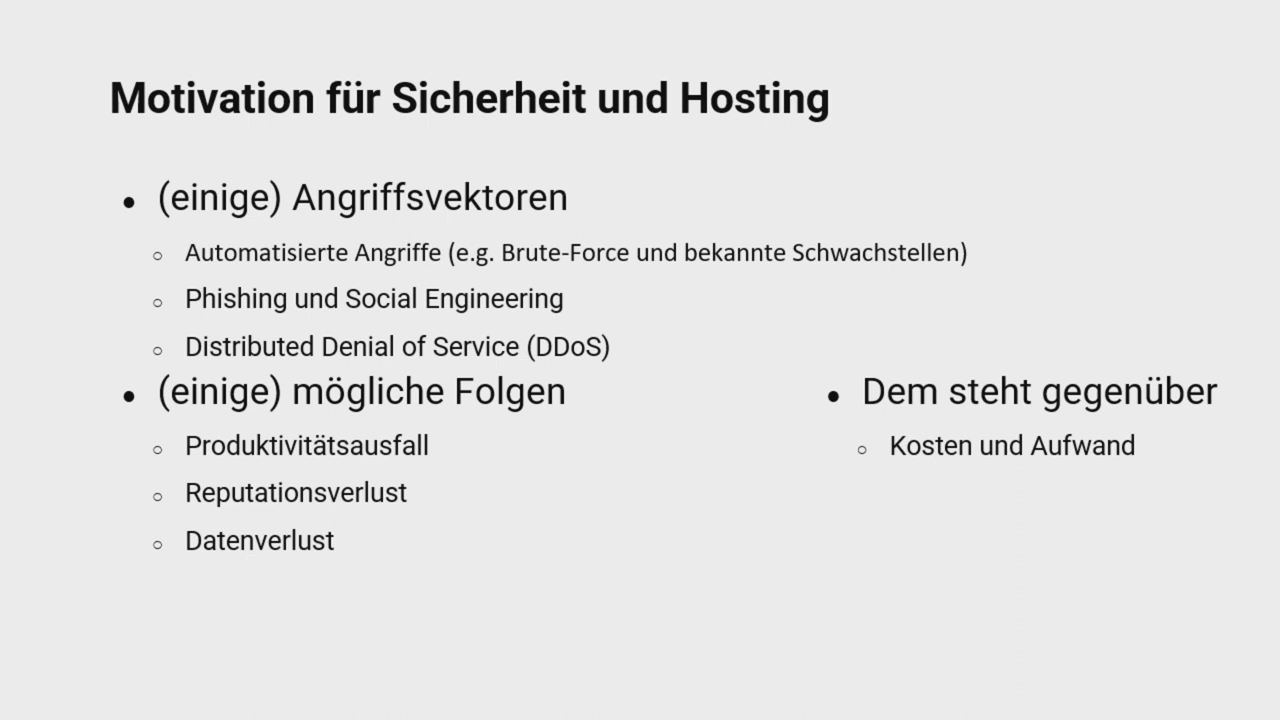 Motivation für Sicherheit und Hosting
• (einige) Angriffsvektoren
○ Automatisierte Angriffe (e.g. Brute-Force und bekannte Schwachstellen)
○ Phishing und Social Engineering
○ Distributed Denial of Service (DDoS)
• (einige) mögliche Folgen
○ Produktivitätsausfall
○ Reputationsverlust
○ Datenverlust
• Dem steht gegenüber
○ Kosten und Aufwand